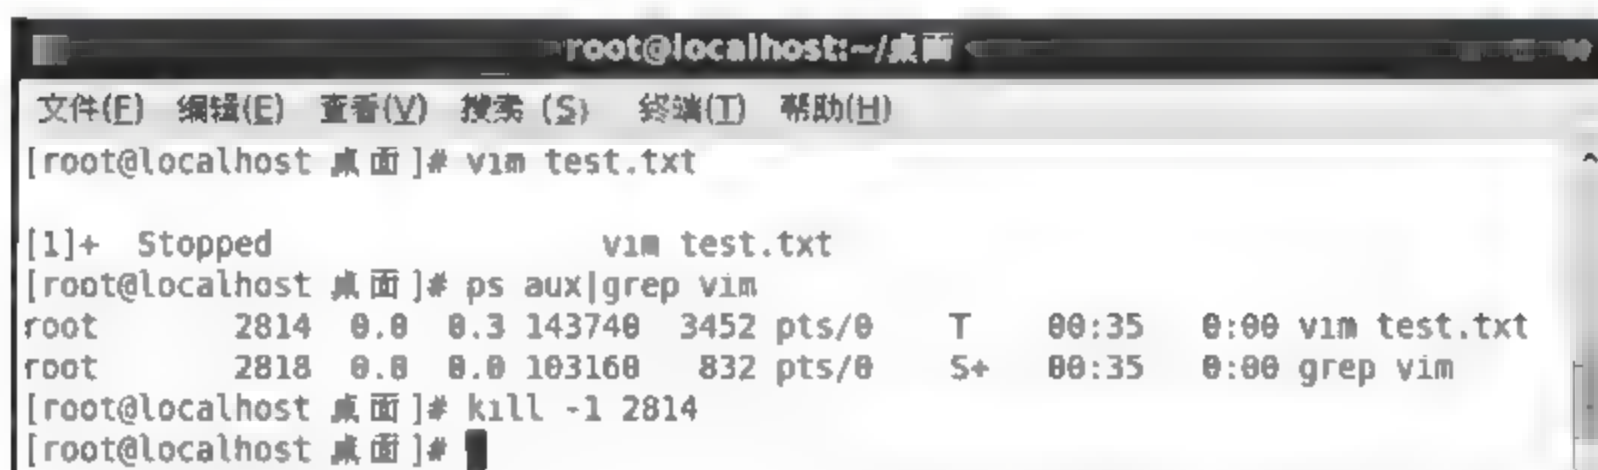 root@localhost:~/桌面
文件(F) 编辑(E) 查看(V) 搜索 (S) 终端(T) 帮助(H)
[root@localhost 桌面]# vim test.txt
[1]+ Stopped vim test.txt
[root@localhost 桌面]# ps aux|grep vim
root 2814 0.0 0.3 143740 3452 pts/0 T 00:35 0:00 vim test.txt
root 2818 0.0 0.0 103160 832 pts/0 S+ 00:35 0:00 grep vim
[root@localhost 桌面]# kill -1 2814
[root@localhost 桌面]#